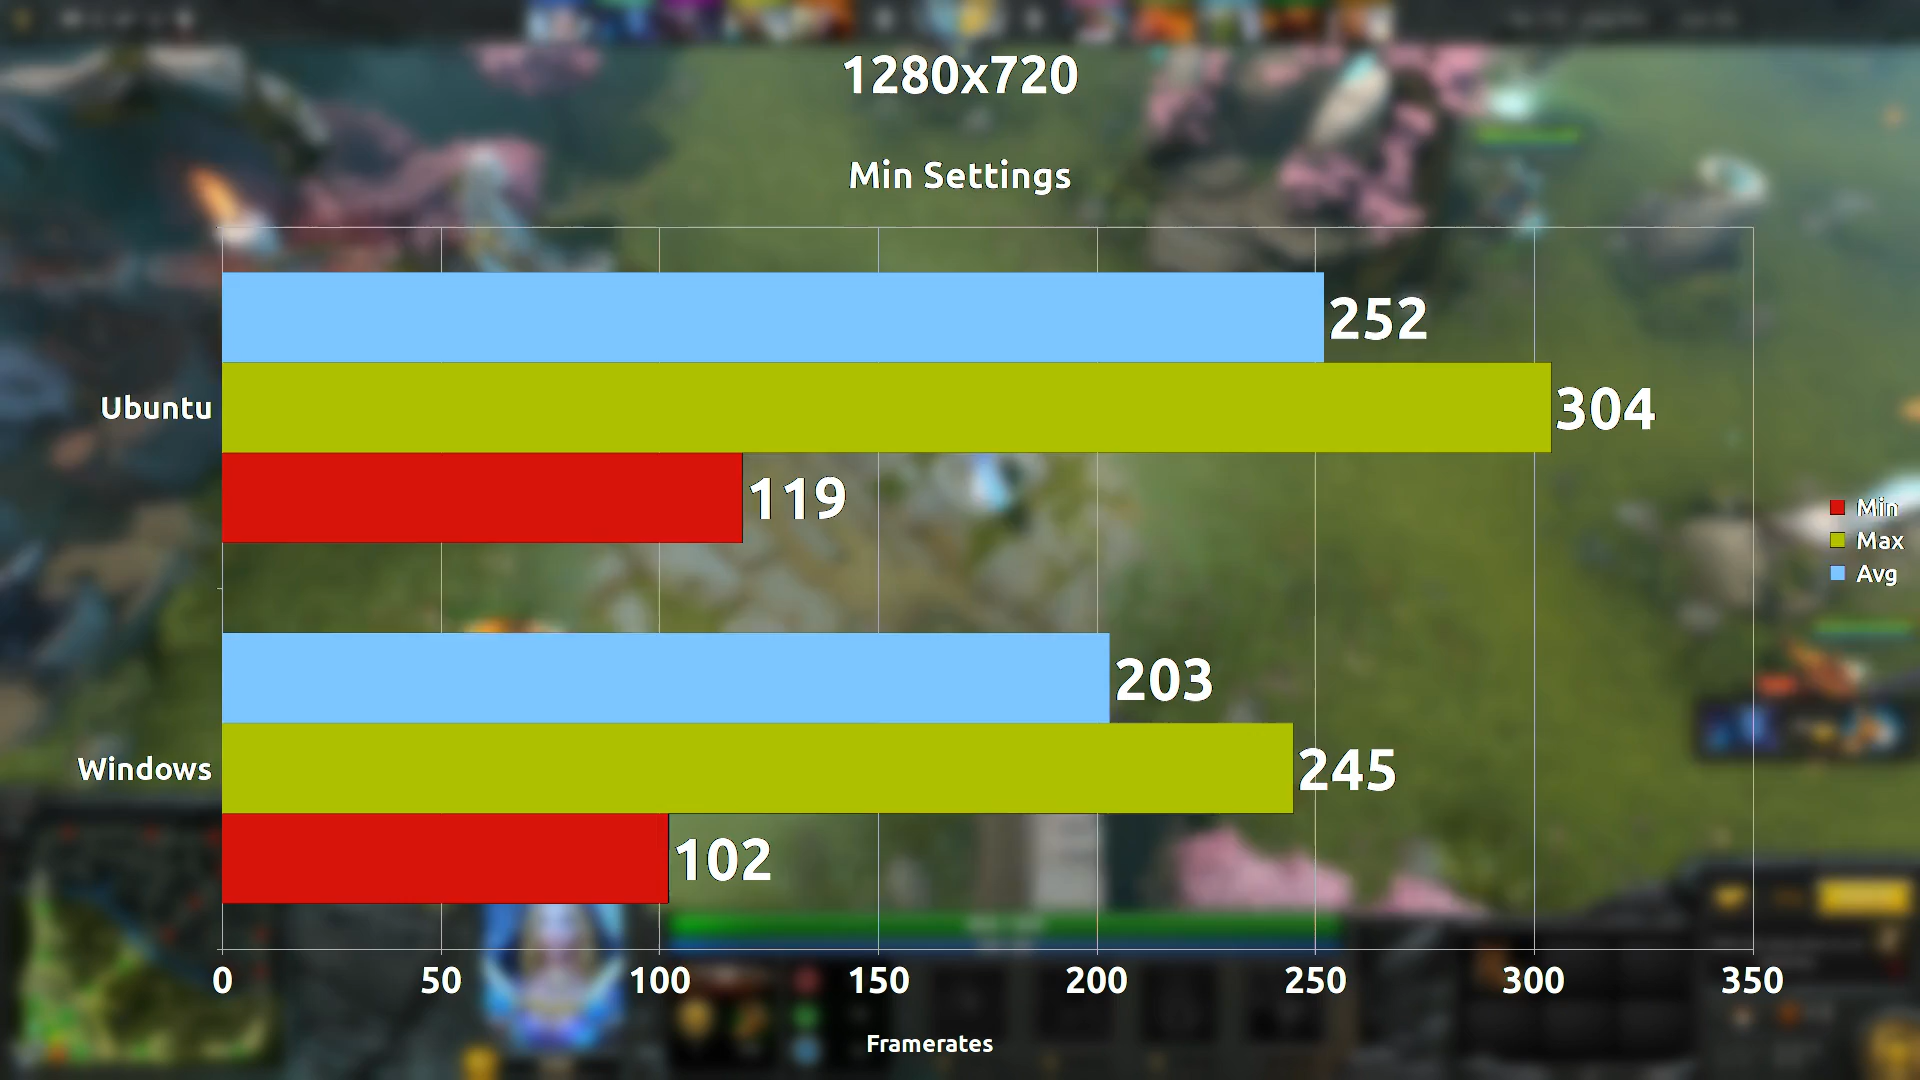 1280x720
Min Settings
252
Ubuntu
304
119
Min
Max
Avg
203
Windows
245
102
0 50 100 150 200 250 300 350
Framerates